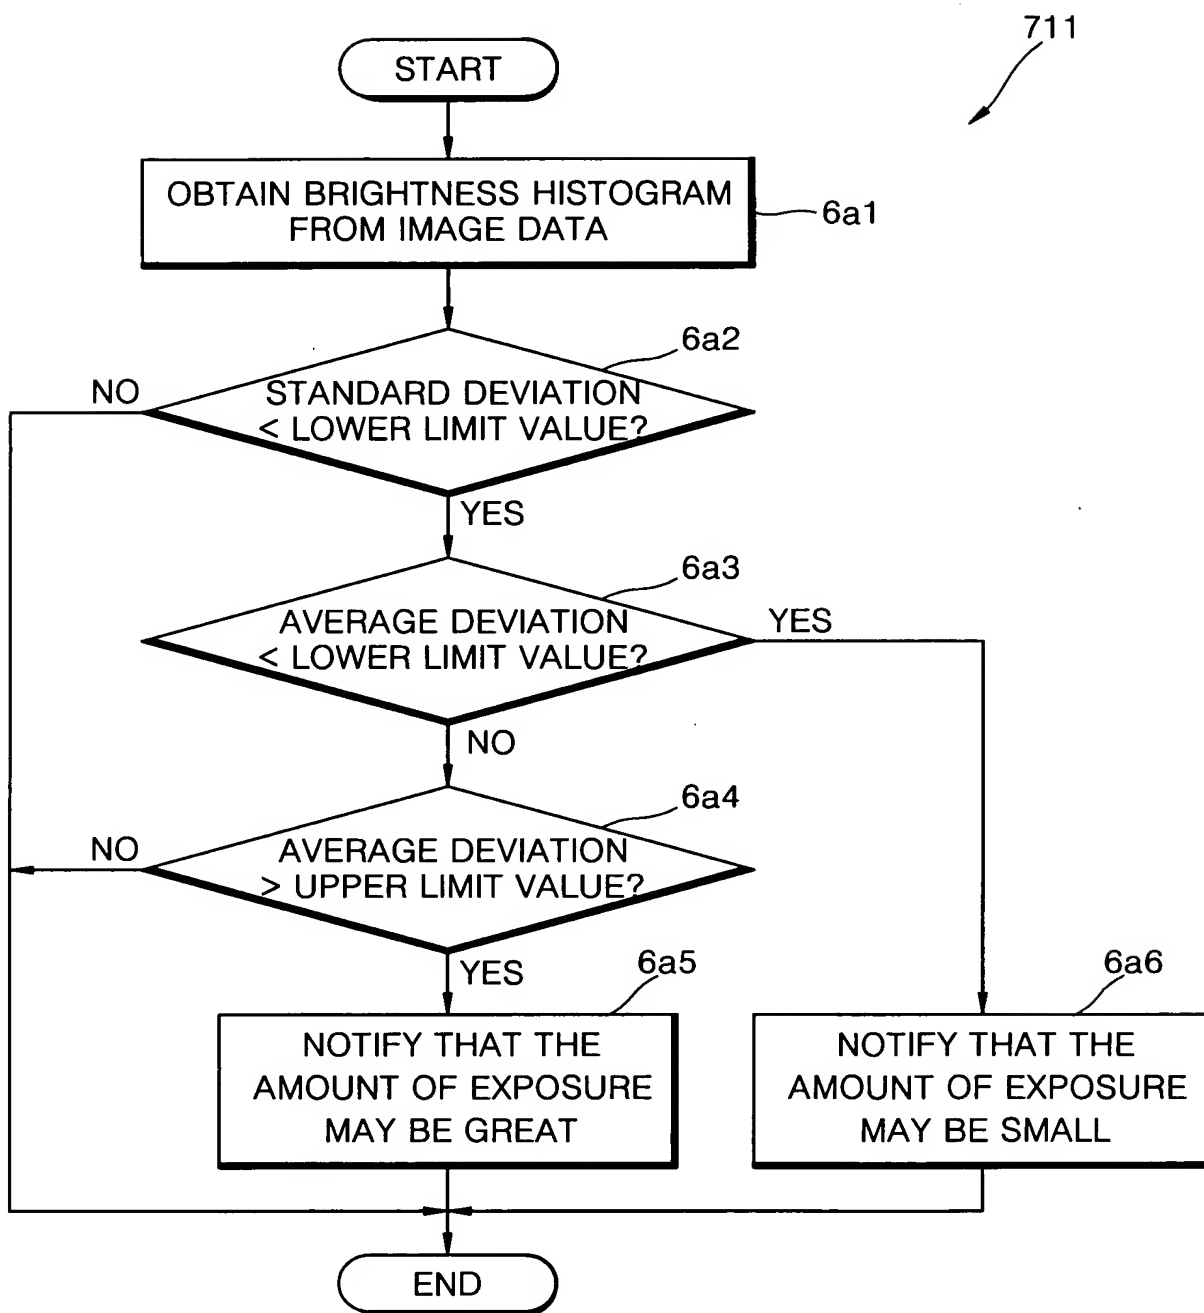 711
START
OBTAIN BRIGHTNESS HISTOGRAM
FROM IMAGE DATA
6a1
6a2
NO
STANDARD DEVIATION
< LOWER LIMIT VALUE?
YES
6a3
AVERAGE DEVIATION
< LOWER LIMIT VALUE?
YES
NO
6a4
NO
AVERAGE DEVIATION
> UPPER LIMIT VALUE?
YES
6a5
NOTIFY THAT THE
AMOUNT OF EXPOSURE
MAY BE GREAT
6a6
NOTIFY THAT THE
AMOUNT OF EXPOSURE
MAY BE SMALL
END